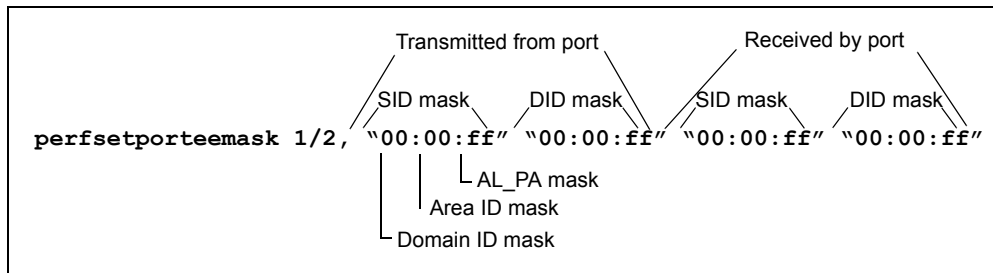 Transmitted from port Received by port
SID mask DID mask SID mask DID mask
perfsetporteemask 1/2, “00:00:ff” “00:00:ff” “00:00:ff” “00:00:ff”
AL_PA mask
Area ID mask
Domain ID mask